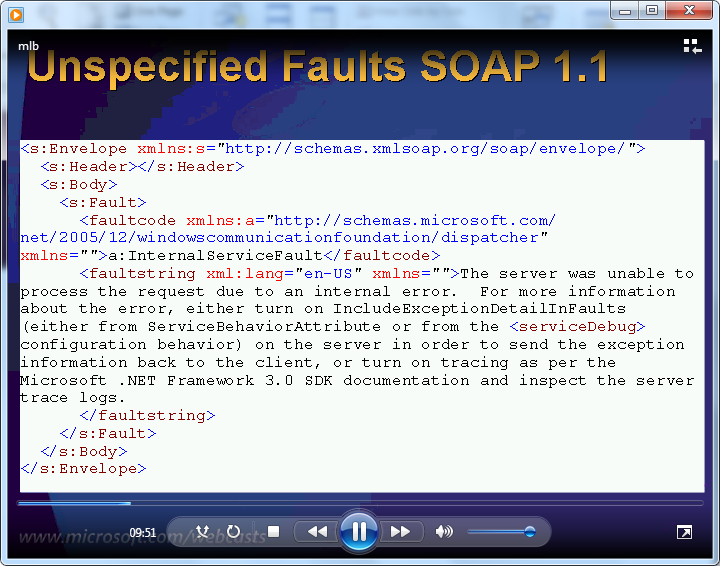 mlb
Unspecified Faults SOAP 1.1
<s:Envelope xmlns:s="http://schemas.xmlsoap.org/soap/envelope/">
<s:Header></s:Header>
<s:Body>
<s:Fault>
<faultcode xmlns:a="http://schemas.microsoft.com/
net/2005/12/windowscommunicationfoundation/dispatcher"
xmlns="">a:InternalServiceFault</faultcode>
<faultstring xml:lang="en-US" xmlns="">The server was unable to
process the request due to an internal error.  For more information
about the error, either turn on IncludeExceptionDetailInFaults
(either from ServiceBehaviorAttribute or from the <serviceDebug>
configuration behavior) on the server in order to send the exception
information back to the client, or turn on tracing as per the
Microsoft .NET Framework 3.0 SDK documentation and inspect the server
trace logs.
</faultstring>
</s:Fault>
</s:Body>
</s:Envelope>
09:51
www.microsoft.com/webcasts